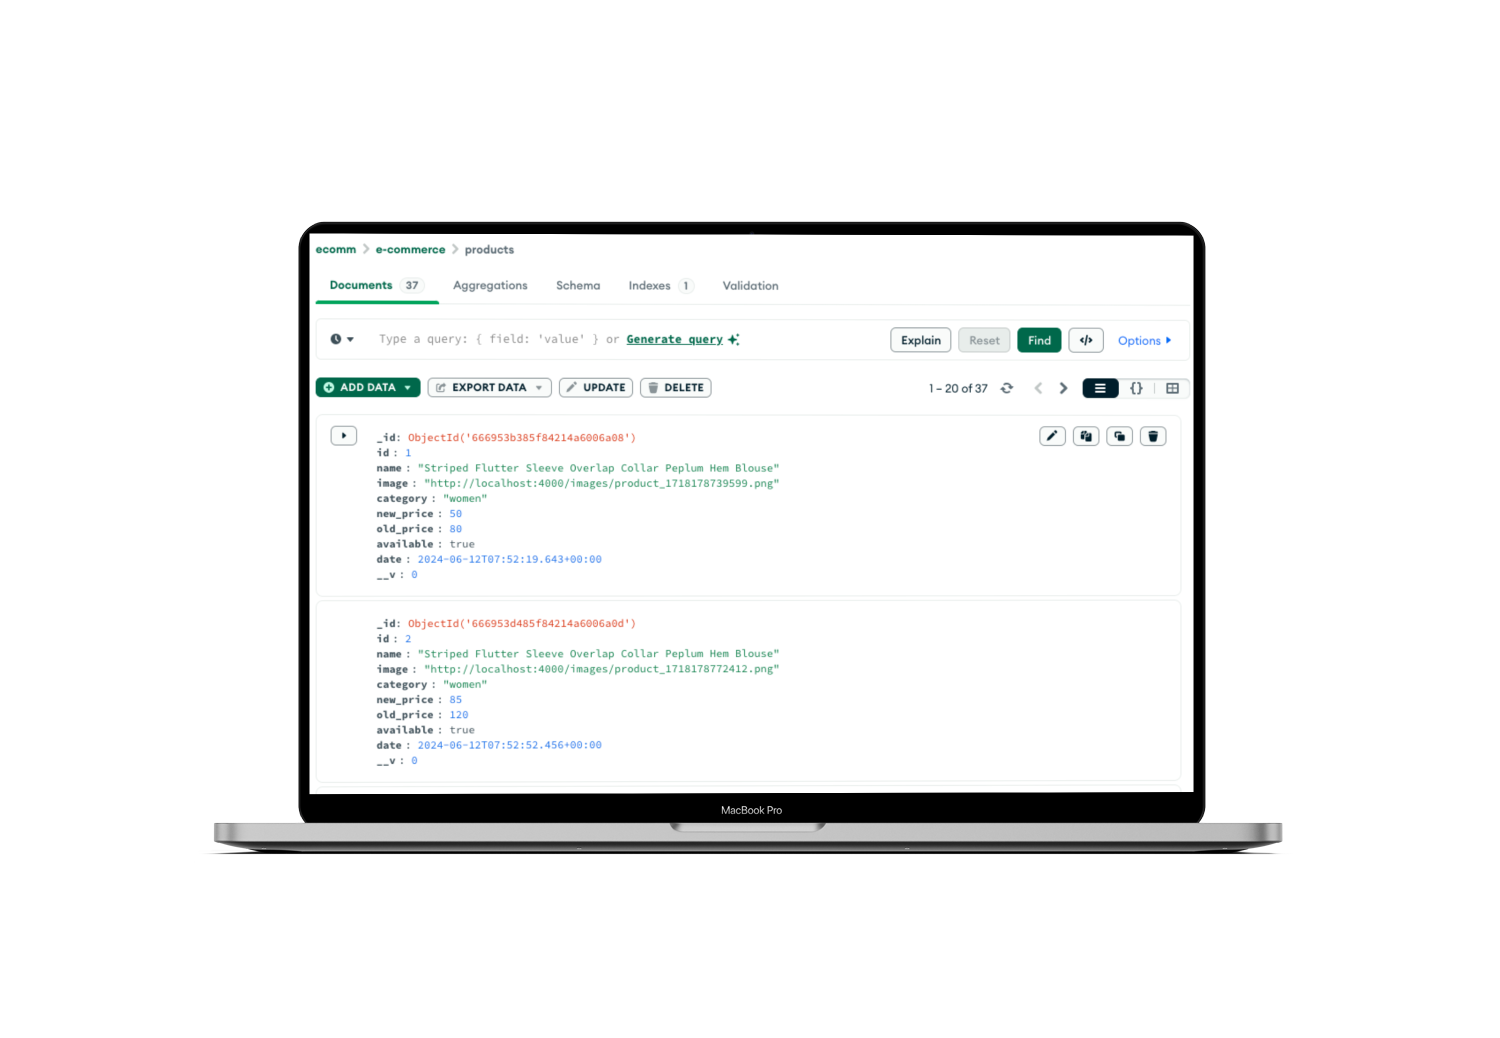 ecomm > e-commerce > products
Documents 37 Aggregations Schema Indexes 1 Validation
Type a query: { field: 'value' } or Generate query Explain Reset Find </> Options
ADD DATA EXPORT DATA UPDATE DELETE 1 – 20 of 37 {}
_id: ObjectId('666953b385f84214a6006a08')
id : 1
name : "Striped Flutter Sleeve Overlap Collar Peplum Hem Blouse"
image : "http://localhost:4000/images/product_1718178739599.png"
category : "women"
new_price : 50
old_price : 80
available : true
date : 2024-06-12T07:52:19.643+00:00
__v : 0
_id: ObjectId('666953d485f84214a6006a0d')
id : 2
name : "Striped Flutter Sleeve Overlap Collar Peplum Hem Blouse"
image : "http://localhost:4000/images/product_1718178772412.png"
category : "women"
new_price : 85
old_price : 120
available : true
date : 2024-06-12T07:52:52.456+00:00
__v : 0
MacBook Pro